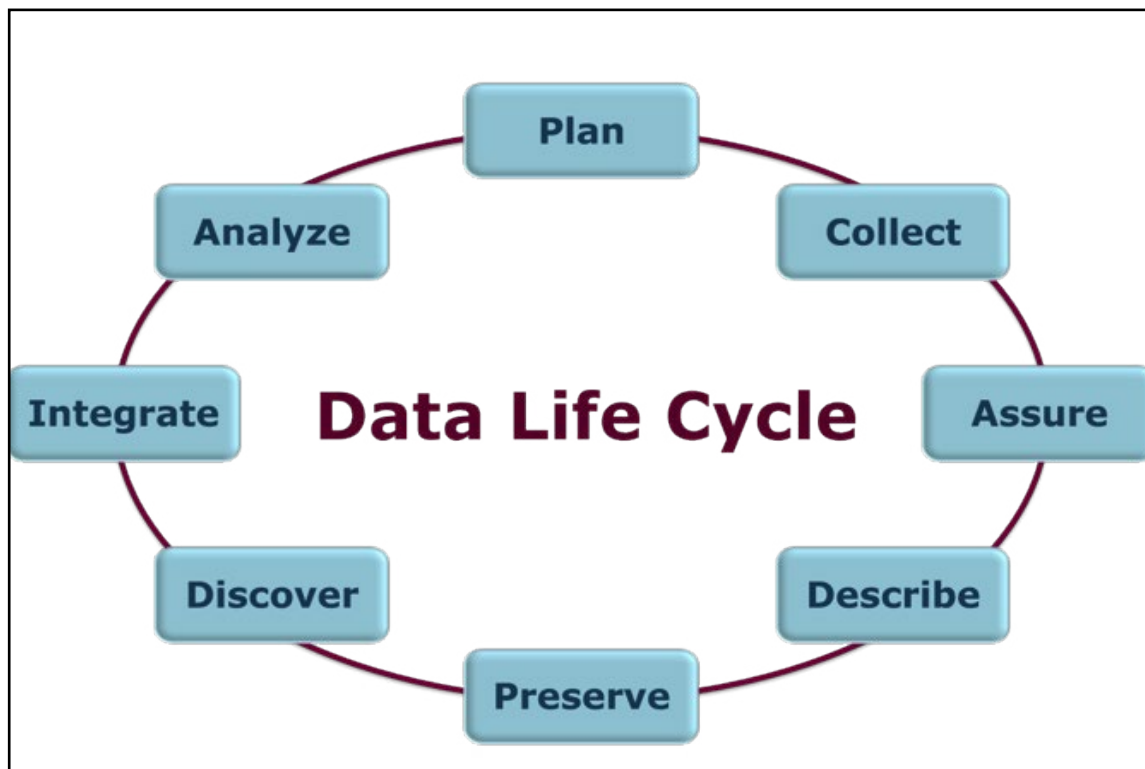 Plan
Collect
Assure
Describe
Preserve
Discover
Integrate
Analyze
Data Life Cycle